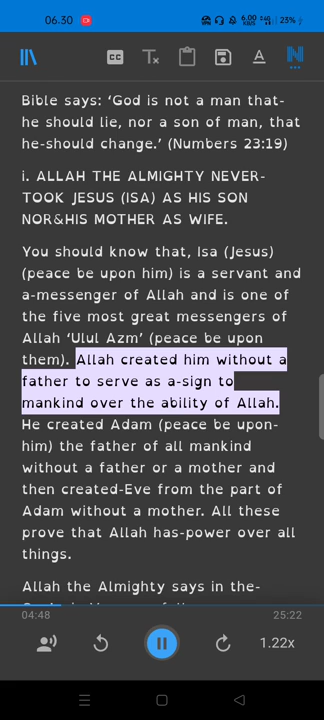 06.30
6.00
KB/S
23%
CC
N
Bible says: ‘God is not a man that-
he should lie, nor a son of man, that
he-should change.’ (Numbers 23:19)
i. ALLAH THE ALMIGHTY NEVER-
TOOK JESUS (ISA) AS HIS SON
NOR&HIS MOTHER AS WIFE.
You should know that, Isa (Jesus)
(peace be upon him) is a servant and
a-messenger of Allah and is one of
the five most great messengers of
Allah ‘Ulul Azm’ (peace be upon
them). Allah created him without a
father to serve as a-sign to
mankind over the ability of Allah.
He created Adam (peace be upon-
him) the father of all mankind
without a father or a mother and
then created-Eve from the part of
Adam without a mother. All these
prove that Allah has-power over all
things.
Allah the Almighty says in the-
04:48
25:22
1.22x